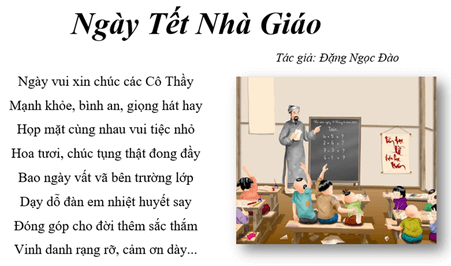 Ngày Tết Nhà Giáo
Tác giả: Đặng Ngọc Đào
Ngày vui xin chúc các Cô Thầy
Mạnh khỏe, bình an, giọng hát hay
Họp mặt cùng nhau vui tiệc nhỏ
Hoa tươi, chúc tụng thật đong đầy
Bao ngày vất vã bên trường lớp
Dạy dỗ đàn em nhiệt huyết say
Đóng góp cho đời thêm sắc thắm
Vinh danh rạng rỡ, cảm ơn dày...